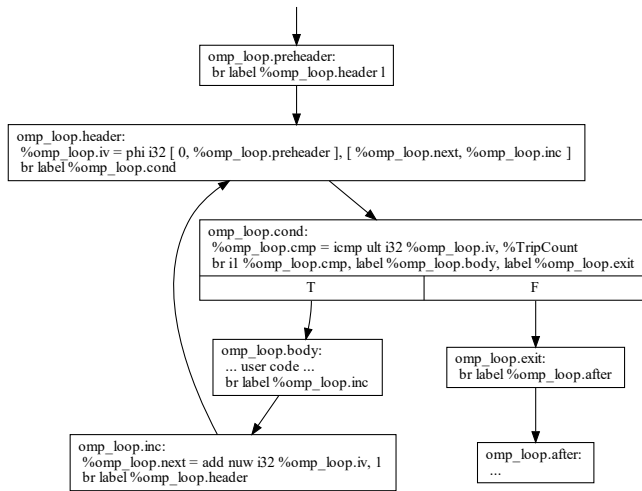 omp_loop.preheader:
br label %omp_loop.header l
omp_loop.header:
%omp_loop.iv = phi i32 [ 0, %omp_loop.preheader ], [ %omp_loop.next, %omp_loop.inc ]
br label %omp_loop.cond
omp_loop.cond:
%omp_loop.cmp = icmp ult i32 %omp_loop.iv, %TripCount
br i1 %omp_loop.cmp, label %omp_loop.body, label %omp_loop.exit
T
F
omp_loop.body:
... user code ...
br label %omp_loop.inc
omp_loop.exit:
br label %omp_loop.after
omp_loop.inc:
%omp_loop.next = add nuw i32 %omp_loop.iv, 1
br label %omp_loop.header
omp_loop.after:
...